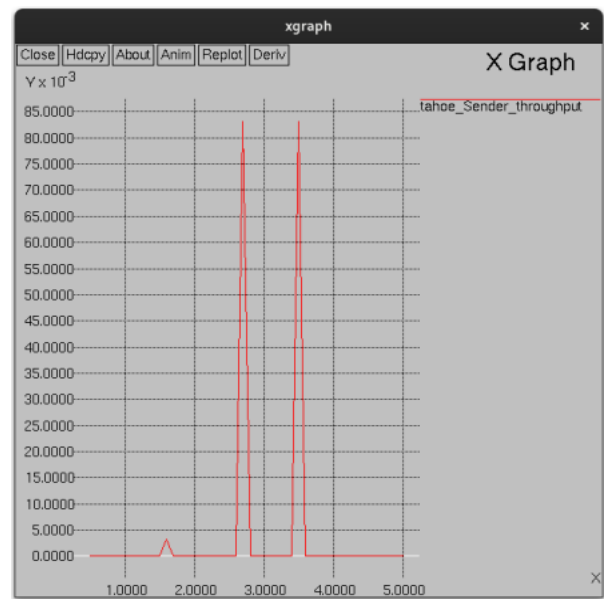 xgraph ×
Close Hdcpy About Anim Replot Deriv
X Graph
Y x 10-3
tahoe_Sender_throughput
85.0000
80.0000
75.0000
70.0000
65.0000
60.0000
55.0000
50.0000
45.0000
40.0000
35.0000
30.0000
25.0000
20.0000
15.0000
10.0000
5.0000
0.0000
X
1.0000 2.0000 3.0000 4.0000 5.0000